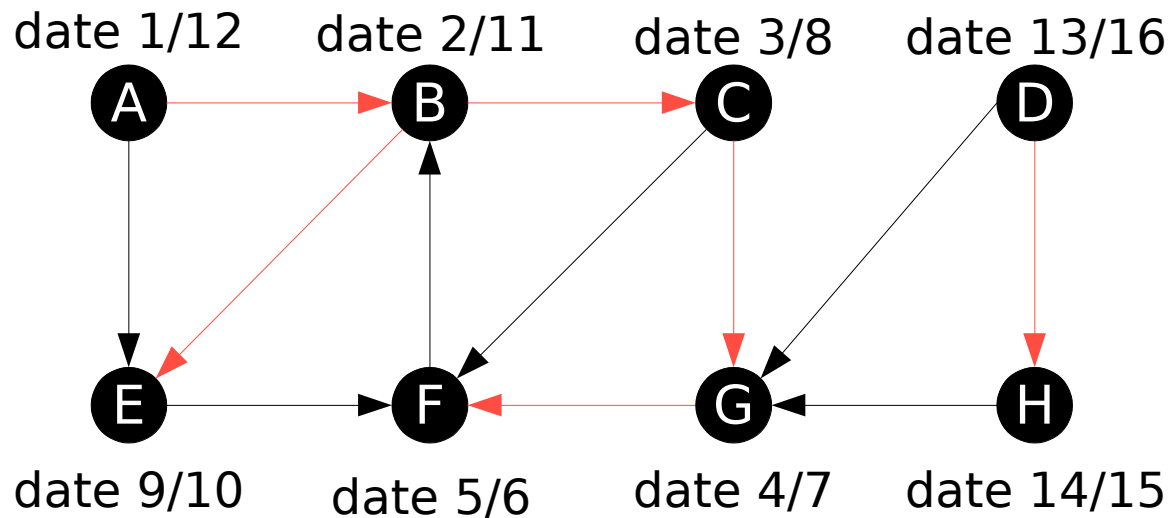 date 1/12 date 2/11 date 3/8 date 13/16
A B C D
E F G H
date 9/10 date 5/6 date 4/7 date 14/15